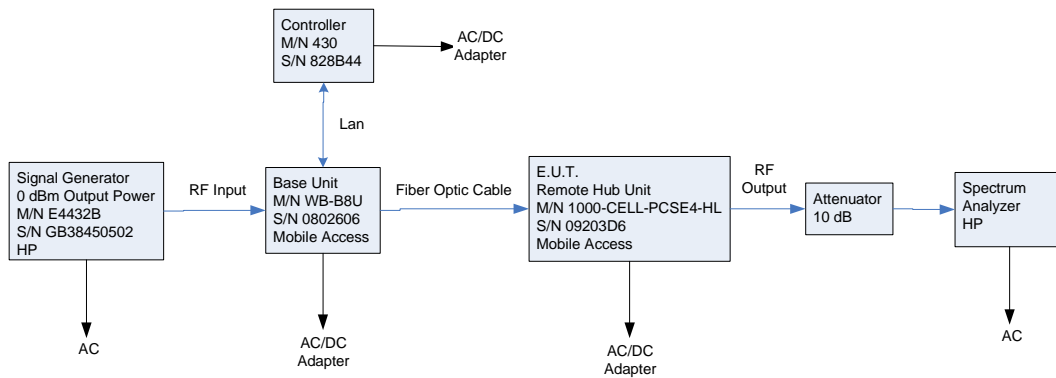 Controller
M/N 430
S/N 828B44
AC/DC
Adapter
Lan
Signal Generator
0 dBm Output Power
M/N E4432B
S/N GB38450502
HP
RF Input
Base Unit
M/N WB-B8U
S/N 0802606
Mobile Access
Fiber Optic Cable
E.U.T.
Remote Hub Unit
M/N 1000-CELL-PCSE4-HL
S/N 09203D6
Mobile Access
RF
Output
Attenuator
10 dB
Spectrum
Analyzer
HP
AC
AC/DC
Adapter
AC/DC
Adapter
AC